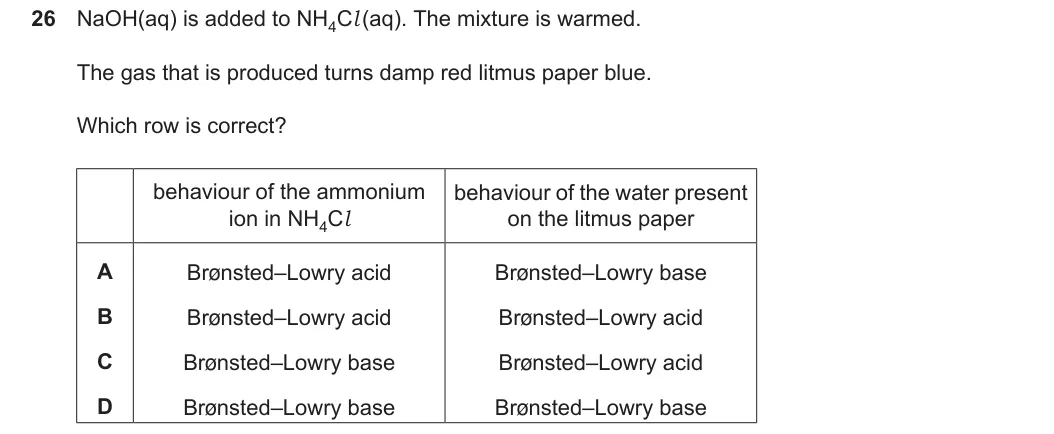 26 NaOH(aq) is added to NH₄Cl(aq). The mixture is warmed.
The gas that is produced turns damp red litmus paper blue.
Which row is correct?
behaviour of the ammonium
ion in NH₄Cl
behaviour of the water present
on the litmus paper
A Brønsted–Lowry acid Brønsted–Lowry base
B Brønsted–Lowry acid Brønsted–Lowry acid
C Brønsted–Lowry base Brønsted–Lowry acid
D Brønsted–Lowry base Brønsted–Lowry base